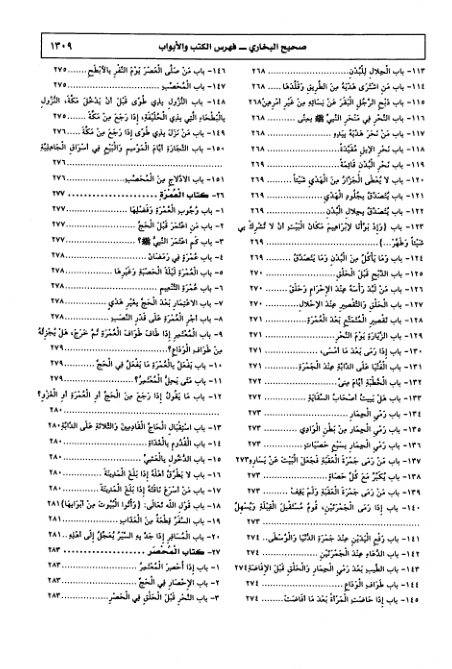 صحيح البخاري ــ فهرس الكتب والأبواب
١٣٠٩
١١٣- باب الجِلالِ لِلْبُدْنِ ........ ٢٦٨
١١٤- باب مَنِ اشْتَرَى هَدْيَهُ مِنَ الطَّرِيقِ وَقَلَّدَهَا .... ٢٦٨
١١٥- باب ذَبْحِ الرَّجُلِ الْبَقَرَ عَنْ نِسَائِهِ مِنْ غَيْرِ أَمْرِهِنَّ ٢٦٨
١١٦- باب النَّحْرِ فِي مَنْحَرِ النَّبِيِّ ﷺ بِمِنًى ........ ٢٦٨
١١٧- باب مَنْ نَحَرَ هَدْيَهُ بِيَدِهِ ........ ٢٦٨
١١٨- باب نَحْرِ الإِبِلِ مُقَيَّدَةً ........ ٢٦٨
١١٩- باب نَحْرِ الْبُدْنِ قَائِمَةً ........ ٢٦٨
١٢٠- باب لا يُعْطَى الْجَزَّارُ مِنَ الْهَدْيِ شَيْئًا ........ ٢٦٩
١٢١- باب يُتَصَدَّقُ بِجُلُودِ الْهَدْيِ ........ ٢٦٩
١٢٢- باب يُتَصَدَّقُ بِجِلالِ الْبُدْنِ ........ ٢٦٩
١٢٣- باب {وَإِذْ بَوَّأْنَا لإِبْرَاهِيمَ مَكَانَ الْبَيْتِ أَنْ لا تُشْرِكْ بِي
شَيْئًا وَطَهِّرْ...} ........ ٢٦٩
١٢٤- باب وَمَا يَأْكُلُ مِنَ الْبُدْنِ وَمَا يُتَصَدَّقُ ........ ٢٦٩
١٢٥- باب الذَّبْحِ قَبْلَ الْحَلْقِ ........ ٢٧٠
١٢٦- باب مَنْ لَبَّدَ رَأْسَهُ عِنْدَ الإِحْرَامِ وَحَلَقَ ........ ٢٧٠
١٢٧- باب الْحَلْقِ وَالتَّقْصِيرِ عِنْدَ الإِحْلالِ ........ ٢٧٠
١٢٨- باب تَقْصِيرِ الْمُتَمَتِّعِ بَعْدَ الْعُمْرَةِ ........ ٢٧١
١٢٩- باب الزِّيَارَةِ يَوْمَ النَّحْرِ ........ ٢٧١
١٣٠- باب إِذَا رَمَى بَعْدَ مَا أَمْسَى، ........ ٢٧١
١٣١- باب الْفُتْيَا عَلَى الدَّابَّةِ عِنْدَ الْجَمْرَةِ ........ ٢٧١
١٣٢- باب الْخُطْبَةِ أَيَّامَ مِنًى ........ ٢٧٢
١٣٣- باب هَلْ يَبِيتُ أَصْحَابُ السِّقَايَةِ ........ ٢٧٢
١٣٤- باب رَمْيِ الْجِمَارِ ........ ٢٧٣
١٣٥- باب رَمْيِ الْجِمَارِ مِنْ بَطْنِ الْوَادِي ........ ٢٧٣
١٣٦- باب رَمْيِ الْجِمَارِ بِسَبْعِ حَصَيَاتٍ ........ ٢٧٣
١٣٧- باب مَنْ رَمَى جَمْرَةَ الْعَقَبَةِ فَجَعَلَ الْبَيْتَ عَنْ يَسَارِهِ ٢٧٣
١٣٨- باب يُكَبِّرُ مَعَ كُلِّ حَصَاةٍ ........ ٢٧٣
١٣٩- باب مَنْ رَمَى جَمْرَةَ الْعَقَبَةِ وَلَمْ يَقِفْ ........ ٢٧٣
١٤٠- باب إِذَا رَمَى الْجَمْرَتَيْنِ، يَقُومُ مُسْتَقْبِلَ الْقِبْلَةِ وَيُسْهِلُ
........ ٢٧٣
١٤١- باب رَفْعِ الْيَدَيْنِ عِنْدَ جَمْرَةِ الدُّنْيَا وَالْوُسْطَى ........ ٢٧٤
١٤٢- باب الدُّعَاءِ عِنْدَ الْجَمْرَتَيْنِ ........ ٢٧٤
١٤٣- باب الطِّيبِ بَعْدَ رَمْيِ الْجِمَارِ وَالْحَلْقِ قَبْلَ الإِفَاضَةِ ٢٧٤
١٤٤- باب طَوَافِ الْوَدَاعِ ........ ٢٧٤
١٤٥- باب إِذَا حَاضَتِ الْمَرْأَةُ بَعْدَ مَا أَفَاضَتْ ........ ٢٧٤
١٤٦- باب مَنْ صَلَّى الْعَصْرَ يَوْمَ النَّفْرِ بِالأَبْطَحِ ........ ٢٧٥
١٤٧- باب الْمُحَصَّبِ ........ ٢٧٥
١٤٨- باب النُّزُولِ بِذِي طُوًى قَبْلَ أَنْ يَدْخُلَ مَكَّةَ، النُّزُولِ
بِالْبَطْحَاءِ الَّتِي بِذِي الْحُلَيْفَةِ، إِذَا رَجَعَ مِنْ مَكَّةَ ........ ٢٧٥
١٤٩- باب مَنْ نَزَلَ بِذِي طُوًى إِذَا رَجَعَ مِنْ مَكَّةَ ........ ٢٧٦
١٥٠- باب التِّجَارَةِ أَيَّامَ الْمَوْسِمِ وَالْبَيْعِ فِي أَسْوَاقِ الْجَاهِلِيَّةِ
........ ٢٧٦
١٥١- باب الادِّلاجِ مِنَ الْمُحَصَّبِ ........ ٢٧٦
٢٦- كتاب الْعُمْرَةِ ........ ٢٧٧
١- باب وُجُوبِ الْعُمْرَةِ وَفَضْلِهَا ........ ٢٧٧
٢- باب مَنِ اعْتَمَرَ قَبْلَ الْحَجِّ ........ ٢٧٧
٣- باب كَمِ اعْتَمَرَ النَّبِيُّ ﷺ؟ ........ ٢٧٧
٤- باب عُمْرَةٍ فِي رَمَضَانَ ........ ٢٧٨
٥- باب الْعُمْرَةِ لَيْلَةَ الْحَصْبَةِ وَغَيْرِهَا ........ ٢٧٨
٦- باب عُمْرَةِ التَّنْعِيمِ ........ ٢٧٨
٧- باب الاعْتِمَارِ بَعْدَ الْحَجِّ بِغَيْرِ هَدْيٍ ........ ٢٧٨
٨- باب أَجْرِ الْعُمْرَةِ عَلَى قَدْرِ النَّصَبِ ........ ٢٧٨
٩- باب الْمُعْتَمِرِ إِذَا طَافَ طَوَافَ الْعُمْرَةِ ثُمَّ خَرَجَ، هَلْ يُجْزِئُهُ
مِنْ طَوَافِ الْوَدَاعِ؟ ........ ٢٧٩
١٠- باب يَفْعَلُ بِالْعُمْرَةِ مَا يَفْعَلُ فِي الْحَجِّ ........ ٢٧٩
١١- باب مَتَى يَحِلُّ الْمُعْتَمِرُ؟ ........ ٢٧٩
١٢- باب مَا يَقُولُ إِذَا رَجَعَ مِنَ الْحَجِّ أَوِ الْعُمْرَةِ أَوِ الْغَزْوِ؟
........ ٢٨٠
١٣- باب اسْتِقْبَالِ الْحَاجِّ الْقَادِمِينَ وَالثَّلاثَةِ عَلَى الدَّابَّةِ ٢٨٠
١٤- باب الْقُدُومِ بِالْغَدَاةِ ........ ٢٨٠
١٥- باب الدُّخُولِ بِالْعَشِيِّ ........ ٢٨٠
١٦- باب لا يَطْرُقُ أَهْلَهُ إِذَا بَلَغَ الْمَدِينَةَ ........ ٢٨٠
١٧- باب مَنْ أَسْرَعَ نَاقَتَهُ إِذَا بَلَغَ الْمَدِينَةَ ........ ٢٨٠
١٨- باب قَوْلِ اللَّهِ تَعَالَى: {وَأْتُوا الْبُيُوتَ مِنْ أَبْوَابِهَا} ٢٨١
١٩- باب السَّفَرُ قِطْعَةٌ مِنَ الْعَذَابِ ........ ٢٨١
٢٠- باب الْمُسَافِرِ إِذَا جَدَّ بِهِ السَّيْرُ يُعَجِّلُ إِلَى أَهْلِهِ ٢٨١
٢٧- كتاب الْمُحْصَرِ ........ ٢٨٣
١- باب إِذَا أُحْصِرَ الْمُعْتَمِرُ ........ ٢٨٣
٢- باب الإِحْصَارِ فِي الْحَجِّ ........ ٢٨٣
٣- باب النَّحْرِ قَبْلَ الْحَلْقِ فِي الْحَصْرِ ........ ٢٨٣